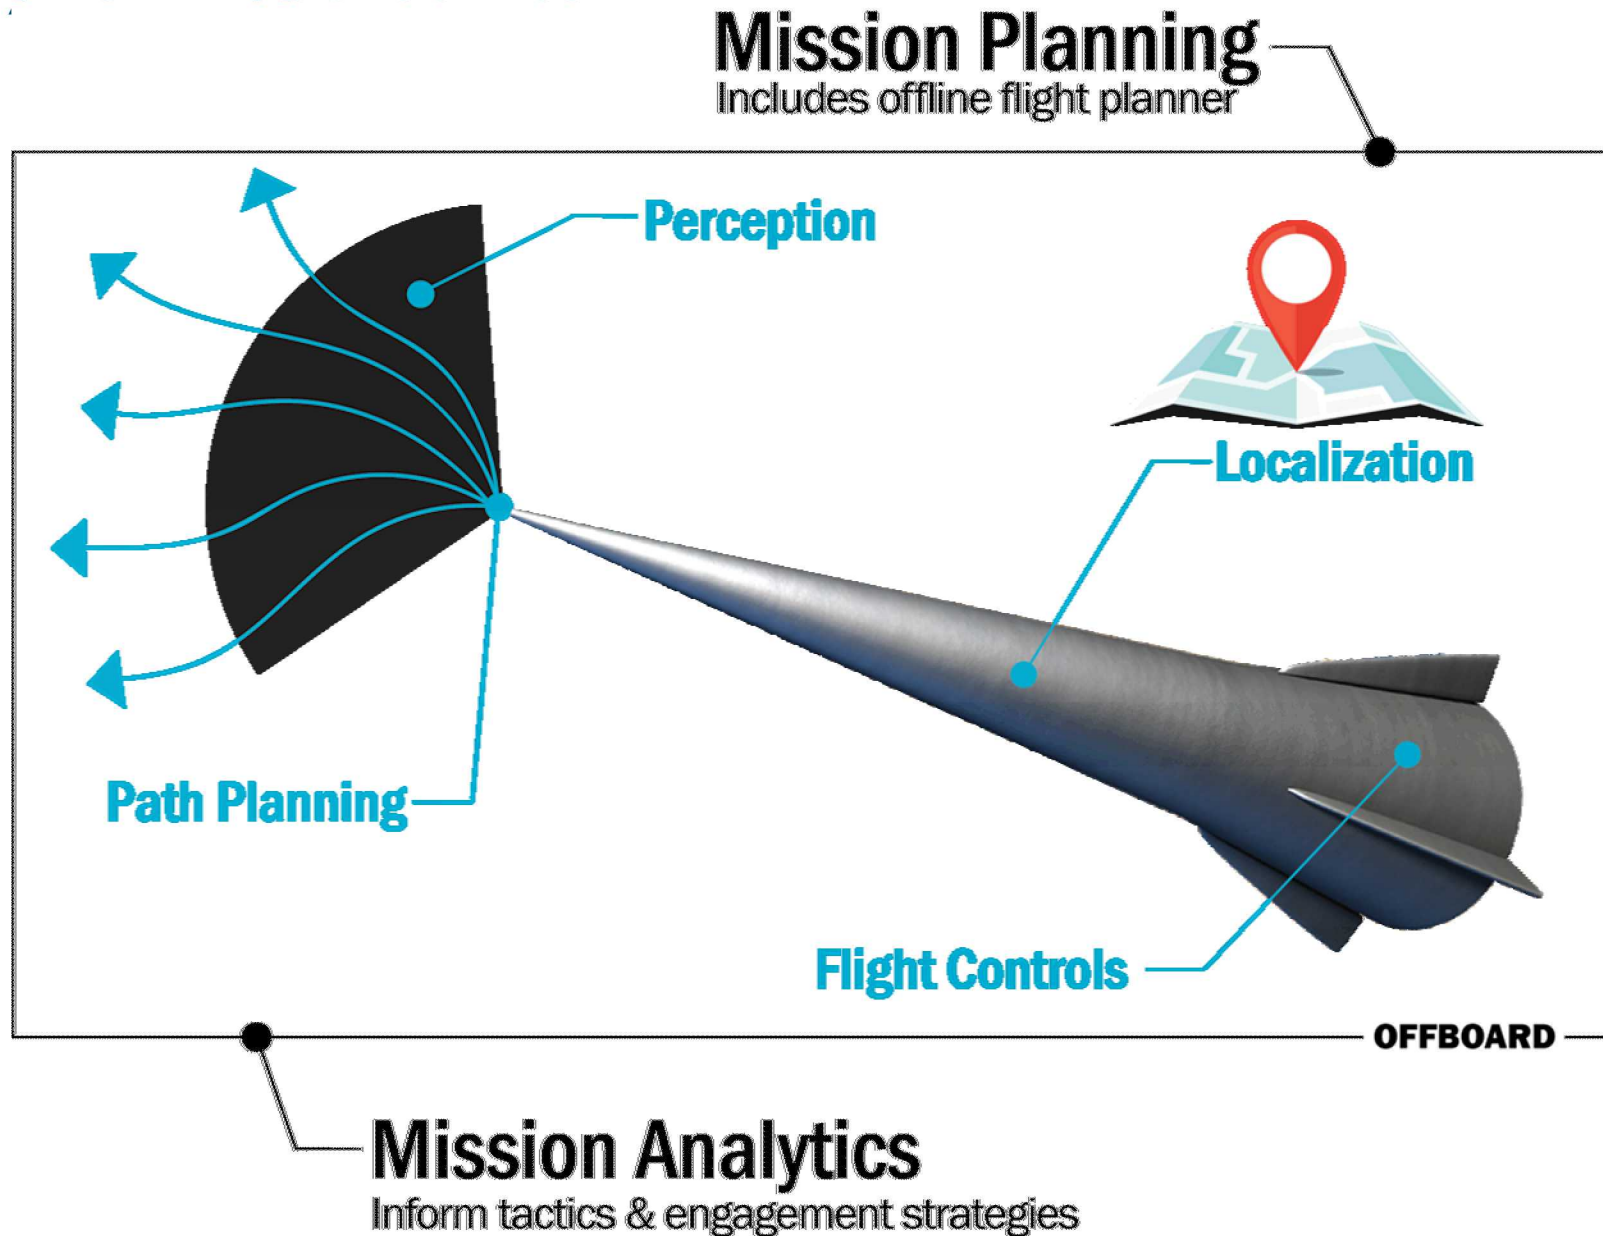 Mission Planning
Includes offline flight planner
Perception
Localization
Path Planning
Flight Controls
OFFBOARD
Mission Analytics
Inform tactics & engagement strategies